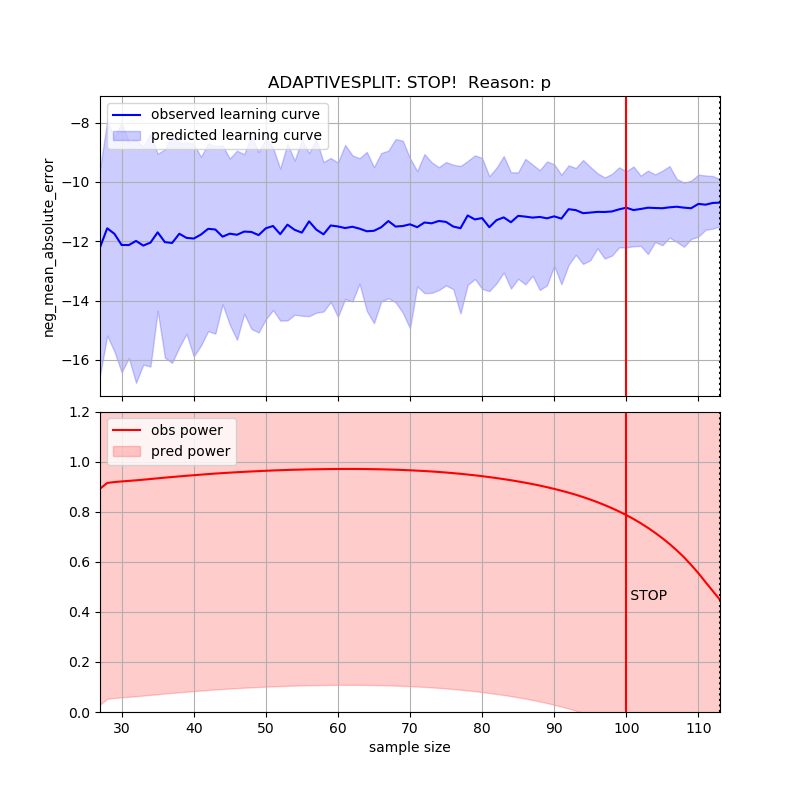 ADAPTIVESPLIT: STOP!  Reason: p
observed learning curve
predicted learning curve
neg_mean_absolute_error
−8
−10
−12
−14
−16
obs power
pred power
1.2
1.0
0.8
0.6
0.4
0.2
0.0
STOP
30 40 50 60 70 80 90 100 110
sample size